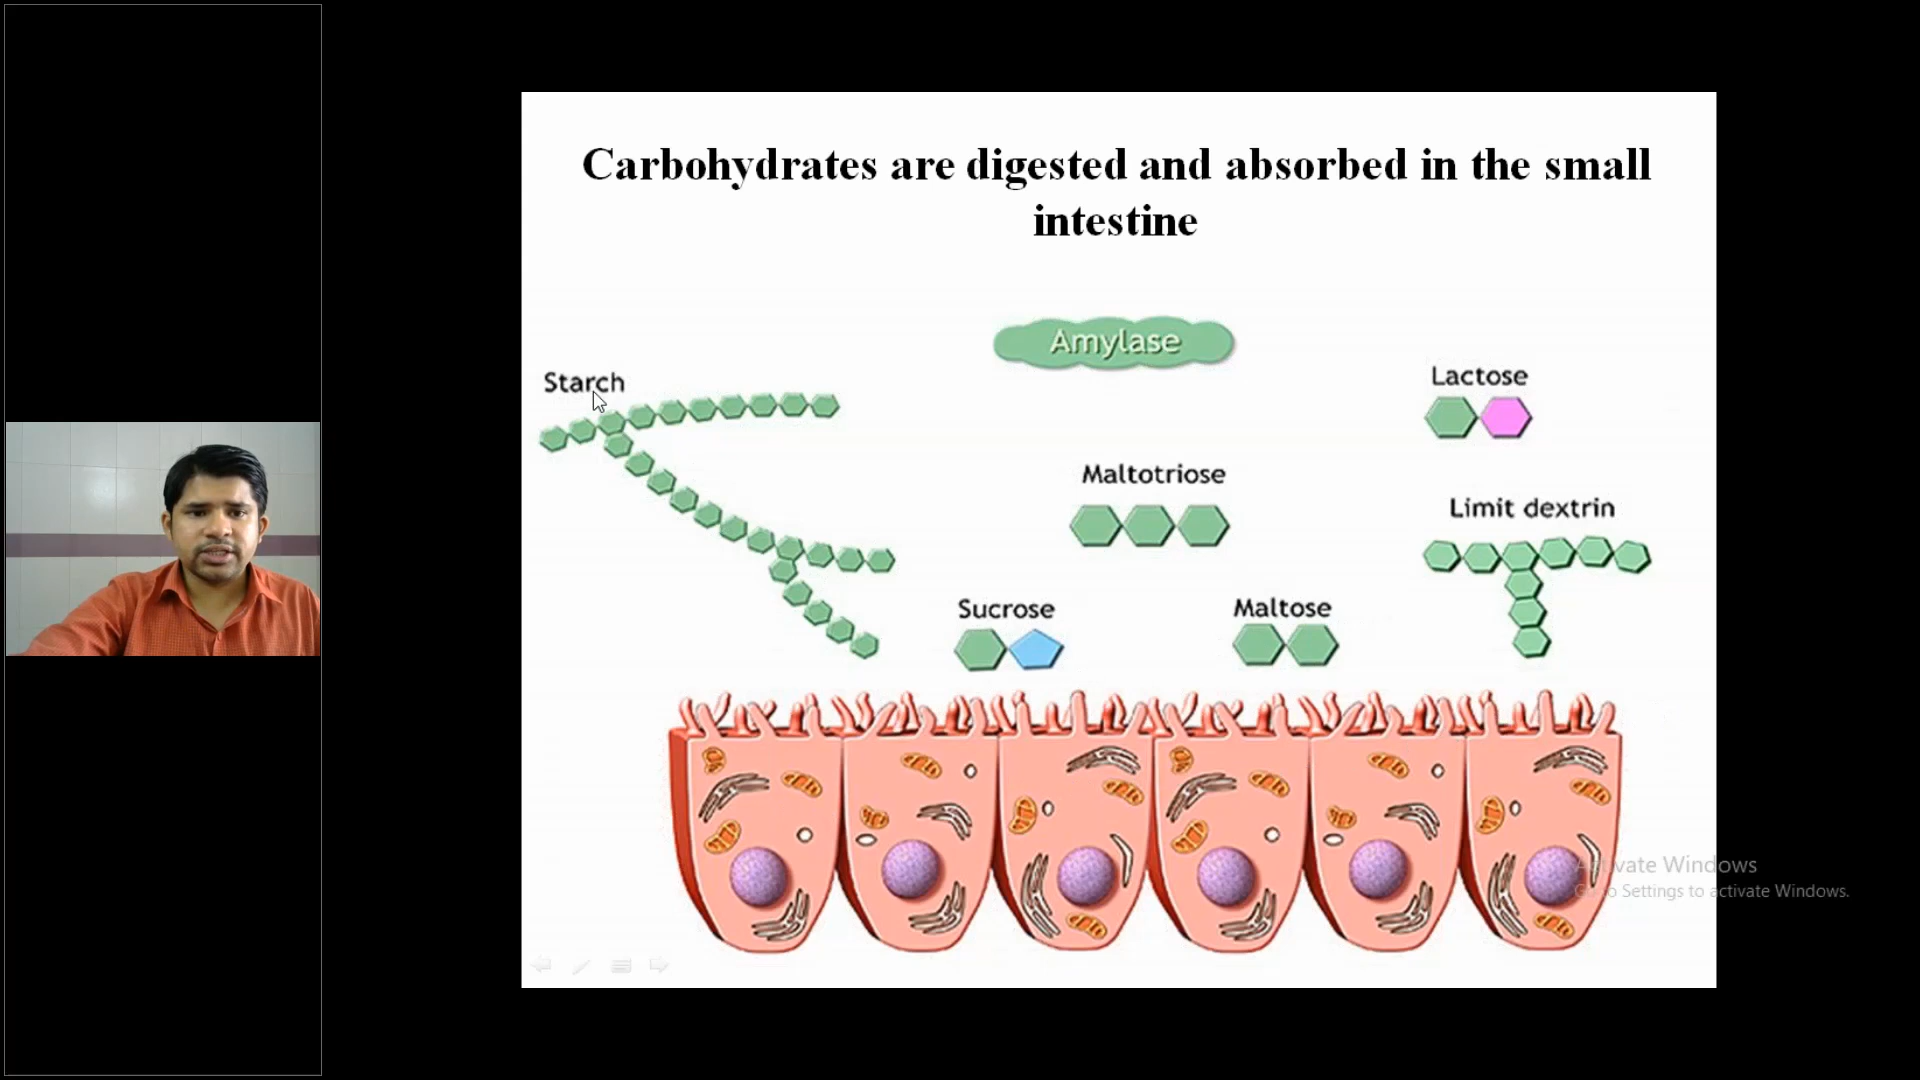 Carbohydrates are digested and absorbed in the small
intestine
Amylase
Starch
Lactose
Maltotriose
Limit dextrin
Sucrose
Maltose
Activate Windows
Go to Settings to activate Windows.